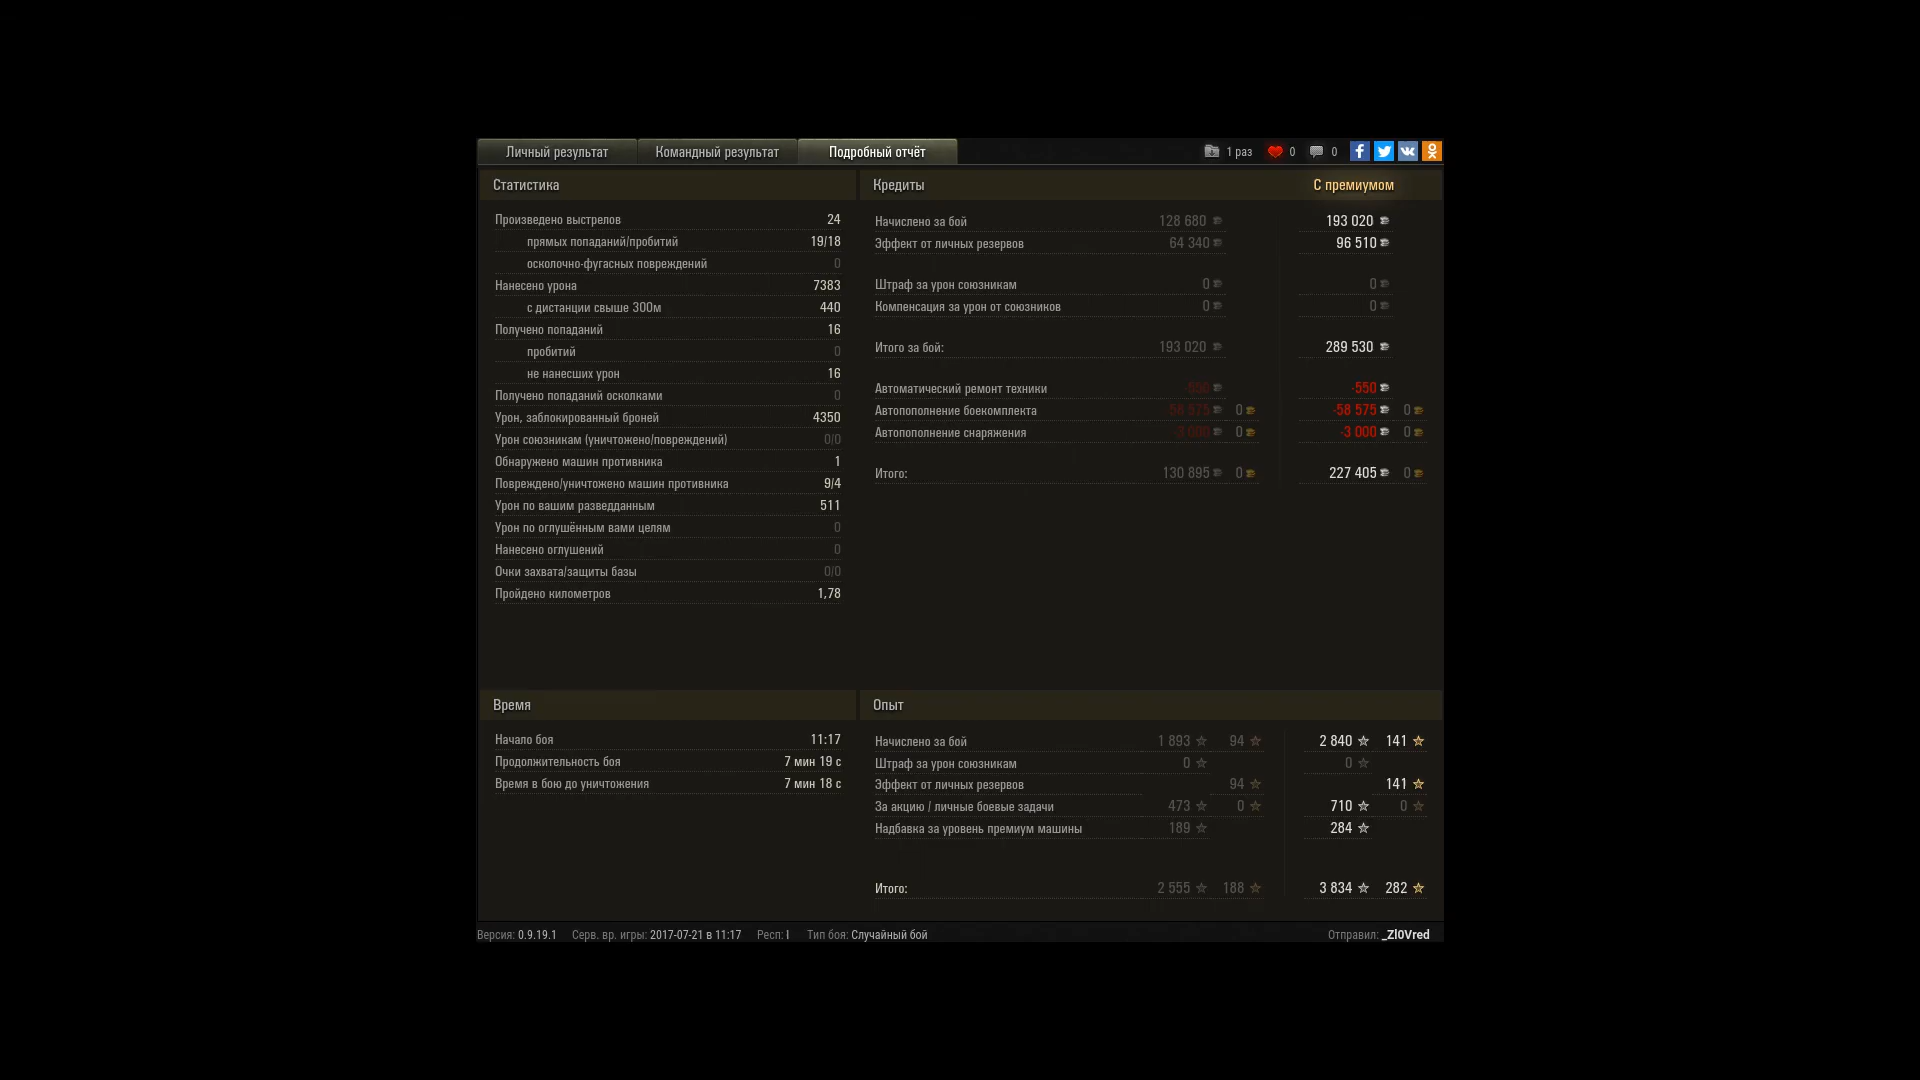 Личный результат Командный результат Подробный отчёт 1 раз 0 0
Статистика
Произведено выстрелов 24
прямых попаданий/пробитий 19/18
осколочно-фугасных повреждений 0
Нанесено урона 7383
с дистанции свыше 300м 440
Получено попаданий 16
пробитий 0
не нанесших урон 16
Получено попаданий осколками 0
Урон, заблокированный броней 4350
Урон союзникам (уничтожено/повреждений) 0/0
Обнаружено машин противника 1
Повреждено/уничтожено машин противника 9/4
Урон по вашим разведданным 511
Урон по оглушённым вами целям 0
Нанесено оглушений 0
Очки захвата/защиты базы 0/0
Пройдено километров 1,78
Кредиты С премиумом
Начислено за бой 128 680 193 020
Эффект от личных резервов 64 340 96 510
Штраф за урон союзникам 0 0
Компенсация за урон от союзников 0 0
Итого за бой: 193 020 289 530
Автоматический ремонт техники -550 -550
Автопополнение боекомплекта -58 575 0 -58 575 0
Автопополнение снаряжения -3 000 0 -3 000 0
Итого: 130 895 0 227 405 0
Время
Начало боя 11:17
Продолжительность боя 7 мин 19 с
Время в бою до уничтожения 7 мин 18 с
Опыт
Начислено за бой 1 893 94 2 840 141
Штраф за урон союзникам 0 0
Эффект от личных резервов 94 141
За акцию / личные боевые задачи 473 0 710 0
Надбавка за уровень премиум машины 189 284
Итого: 2 555 188 3 834 282
Версия: 0.9.19.1 Серв. вр. игры: 2017-07-21 в 11:17 Респ: I Тип боя: Случайный бой Отправил: _Zl0Vred